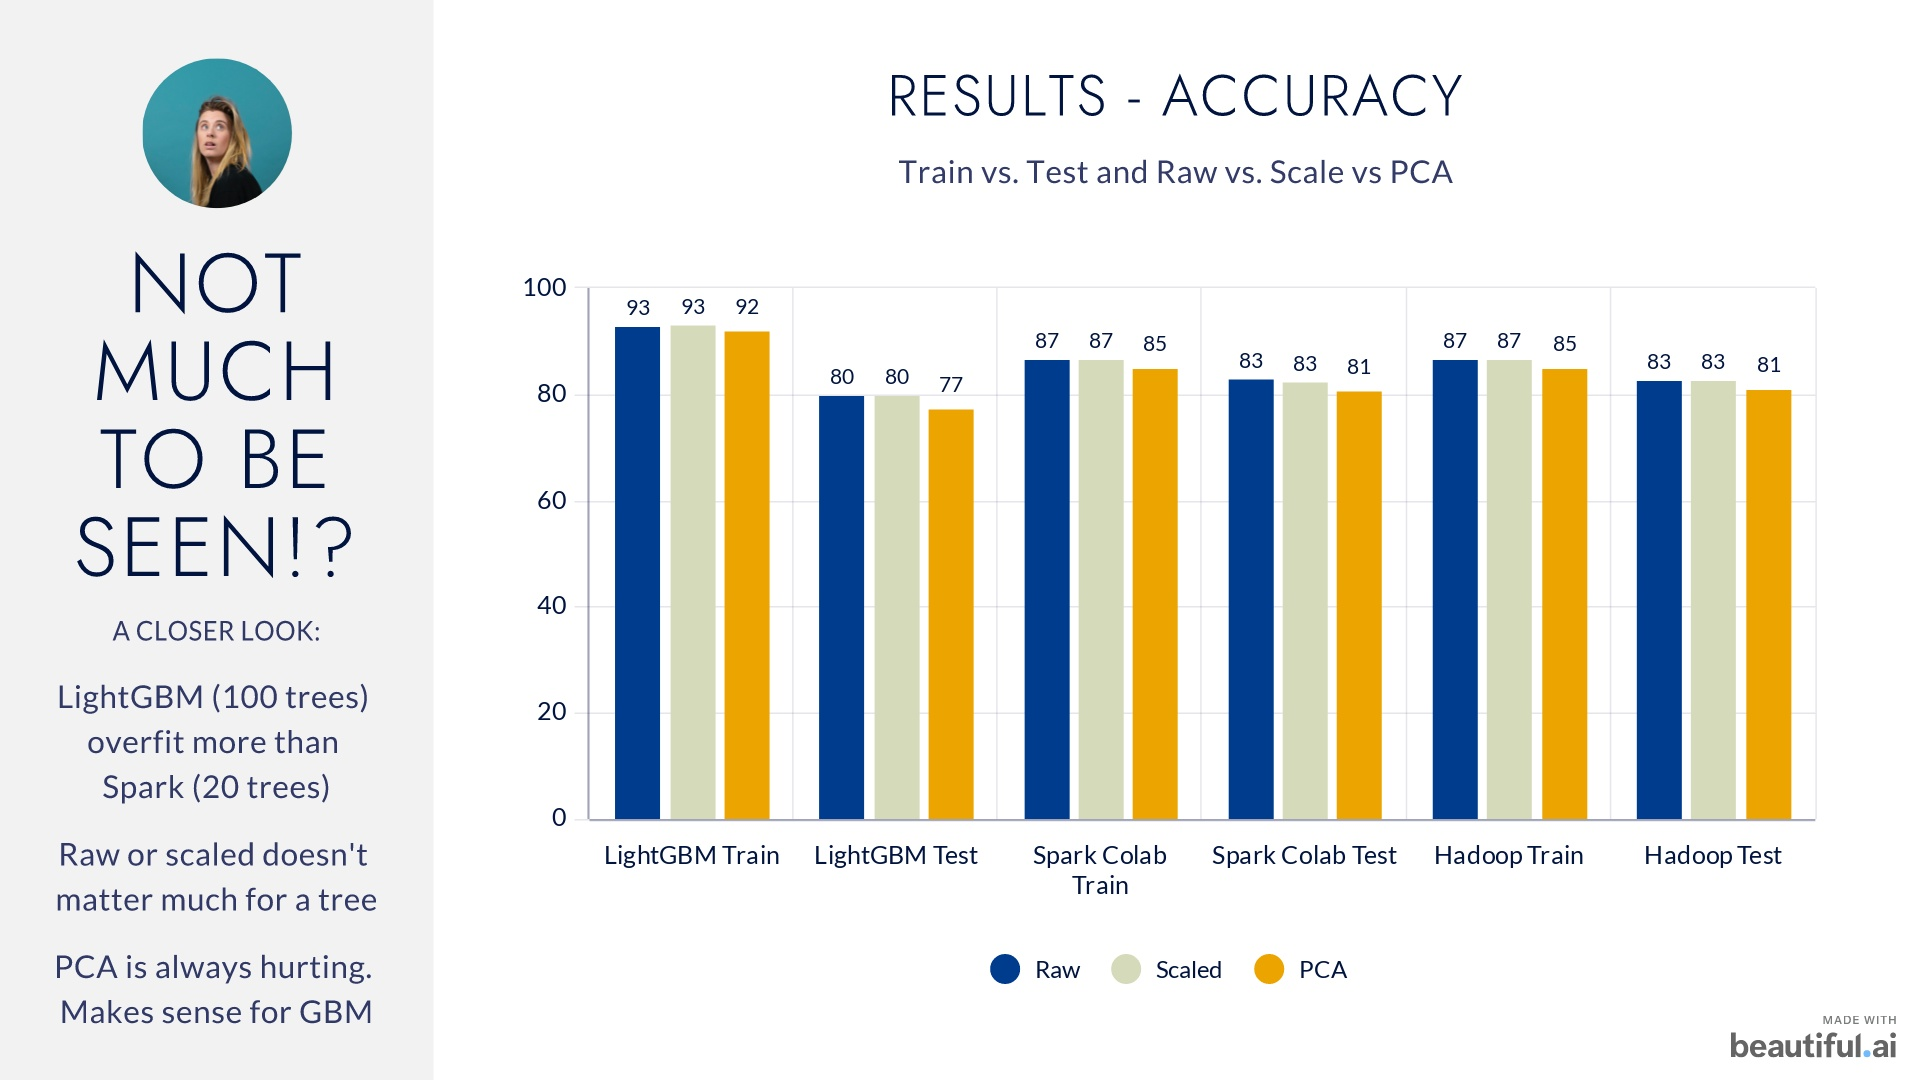 NOT
MUCH
TO BE
SEEN!?
A CLOSER LOOK:
LightGBM (100 trees)
overfit more than
Spark (20 trees)
Raw or scaled doesn't
matter much for a tree
PCA is always hurting.
Makes sense for GBM
RESULTS - ACCURACY
Train vs. Test and Raw vs. Scale vs PCA
100
80
60
40
20
0
93 93 92
80 80 77
87 87 85
83 83 81
87 87 85
83 83 81
LightGBM Train
LightGBM Test
Spark Colab
Train
Spark Colab Test
Hadoop Train
Hadoop Test
Raw Scaled PCA
MADE WITH
beautiful.ai